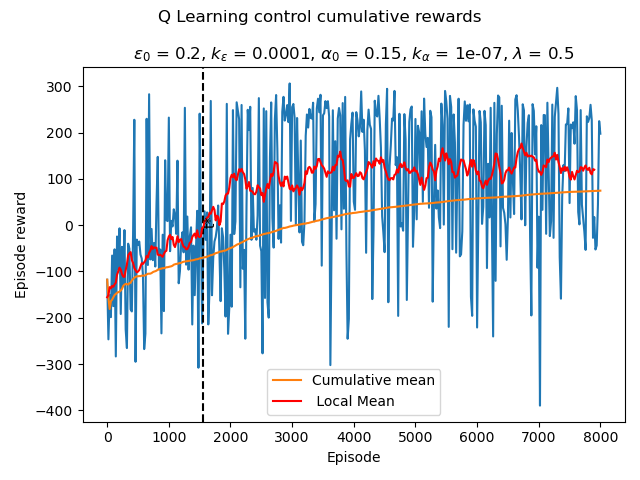 Q Learning control cumulative rewards
ε₀ = 0.2, k_ε = 0.0001, α₀ = 0.15, k_α = 1e-07, λ = 0.5
Episode reward
300
200
100
0
−100
−200
−300
−400
Cumulative mean
Local Mean
0 1000 2000 3000 4000 5000 6000 7000 8000
Episode